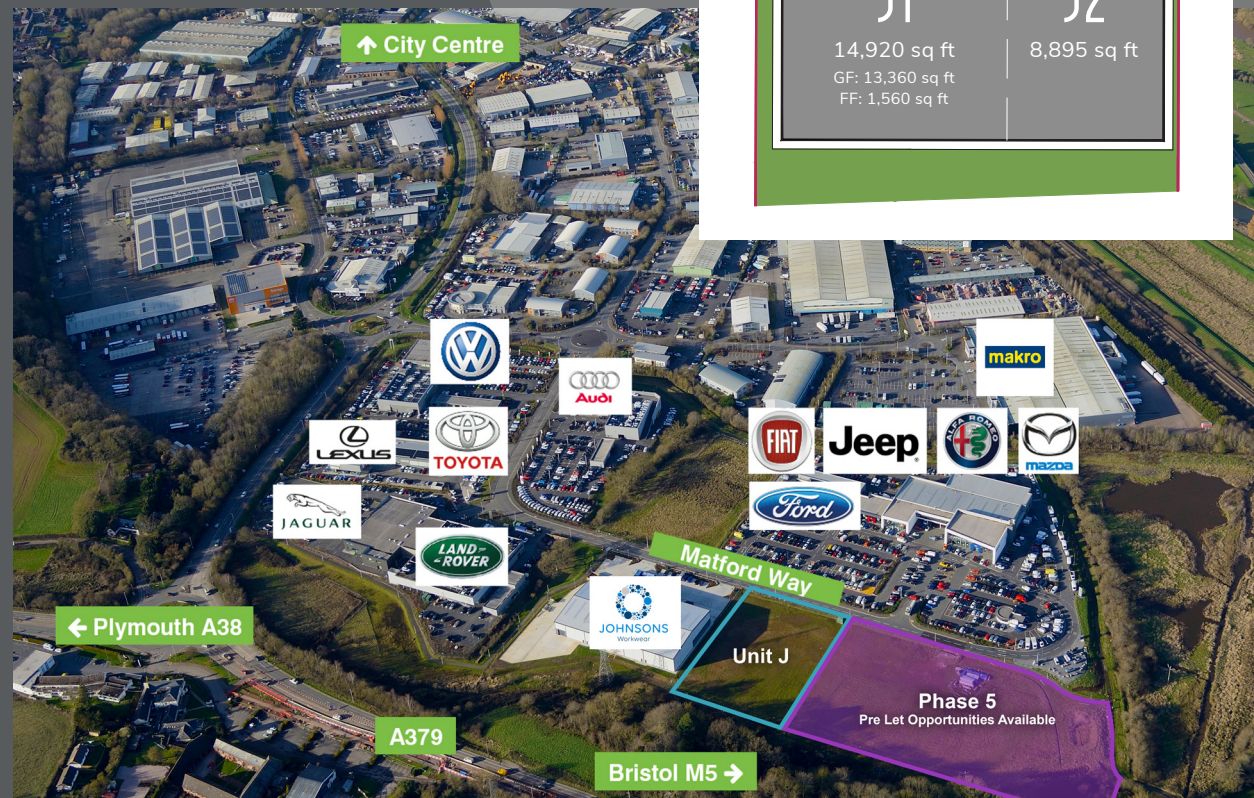 ↑ City Centre
J1
J2
14,920 sq ft
8,895 sq ft
GF: 13,360 sq ft
FF: 1,560 sq ft
makro
Audi
LEXUS
TOYOTA
FIAT
Jeep
ALFA ROMEO
mazda
JAGUAR
Ford
LAND-
-ROVER
Matford Way
JOHNSONS
Workwear
← Plymouth A38
Unit J
Phase 5
Pre Let Opportunities Available
A379
Bristol M5 →